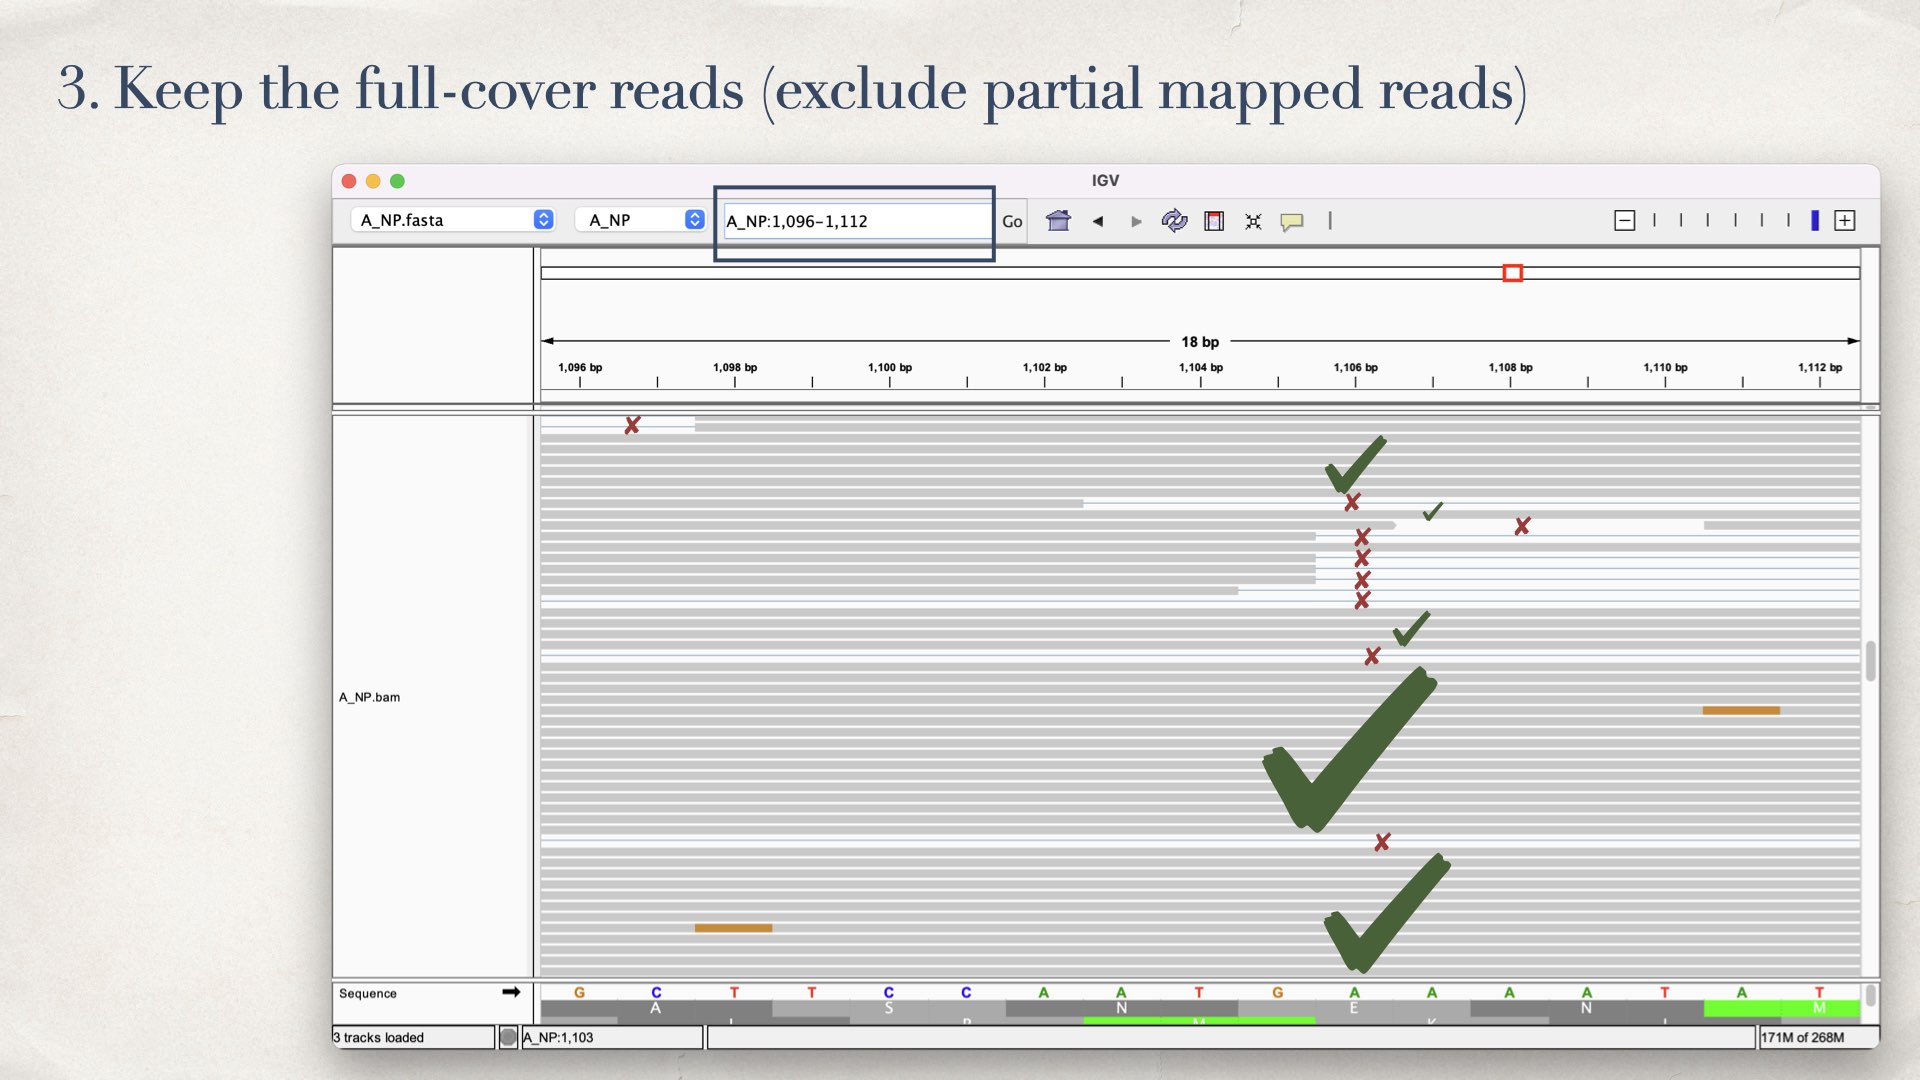 3. Keep the full-cover reads (exclude partial mapped reads)
IGV
A_NP.fasta
A_NP
A_NP:1,096-1,112
Go
18 bp
1,096 bp 1,098 bp 1,100 bp 1,102 bp 1,104 bp 1,106 bp 1,108 bp 1,110 bp 1,112 bp
A_NP.bam
Sequence
G C T T C C A A T G A A A A T A T
A S N E N M
3 tracks loaded
A_NP:1,103
171M of 268M